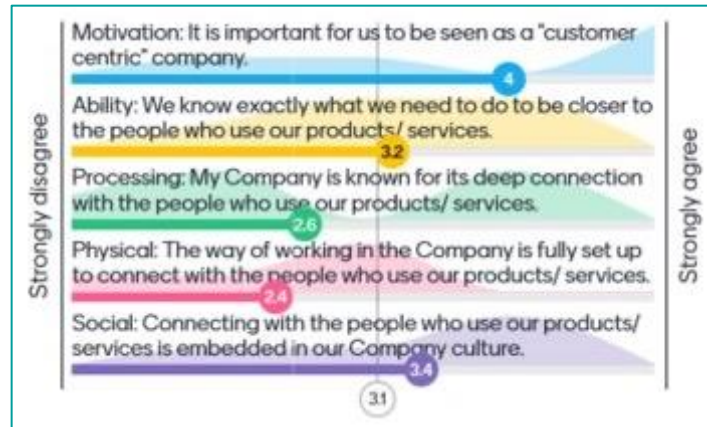 Motivation: It is important for us to be seen as a “customer
centric” company.
4
Ability: We know exactly what we need to do to be closer to
the people who use our products/ services.
3.2
Processing: My Company is known for its deep connection
with the people who use our products/ services.
2.6
Physical: The way of working in the Company is fully set up
to connect with the people who use our products/ services.
2.4
Social: Connecting with the people who use our products/
services is embedded in our Company culture.
3.4
3.1
Strongly disagree
Strongly agree